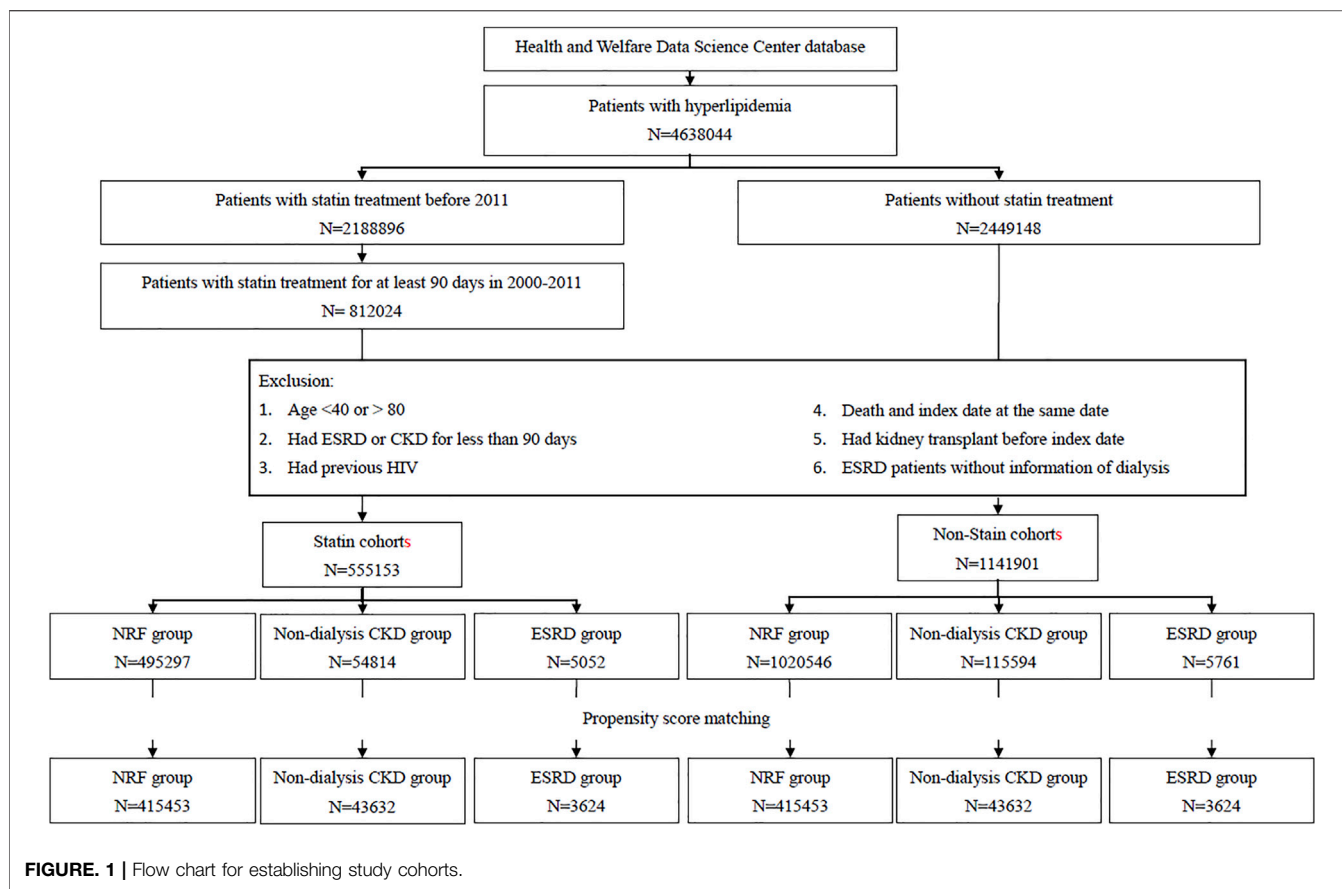 Health and Welfare Data Science Center database
Patients with hyperlipidemia
N=4638044
Patients with statin treatment before 2011
N=2188896
Patients without statin treatment
N=2449148
Patients with statin treatment for at least 90 days in 2000-2011
N= 812024
Exclusion:
1. Age <40 or > 80
2. Had ESRD or CKD for less than 90 days
3. Had previous HIV
4. Death and index date at the same date
5. Had kidney transplant before index date
6. ESRD patients without information of dialysis
Statin cohorts
N=555153
Non-Stain cohorts
N=1141901
NRF group
N=495297
Non-dialysis CKD group
N=54814
ESRD group
N=5052
NRF group
N=1020546
Non-dialysis CKD group
N=115594
ESRD group
N=5761
Propensity score matching
NRF group
N=415453
Non-dialysis CKD group
N=43632
ESRD group
N=3624
NRF group
N=415453
Non-dialysis CKD group
N=43632
ESRD group
N=3624
FIGURE. 1 | Flow chart for establishing study cohorts.